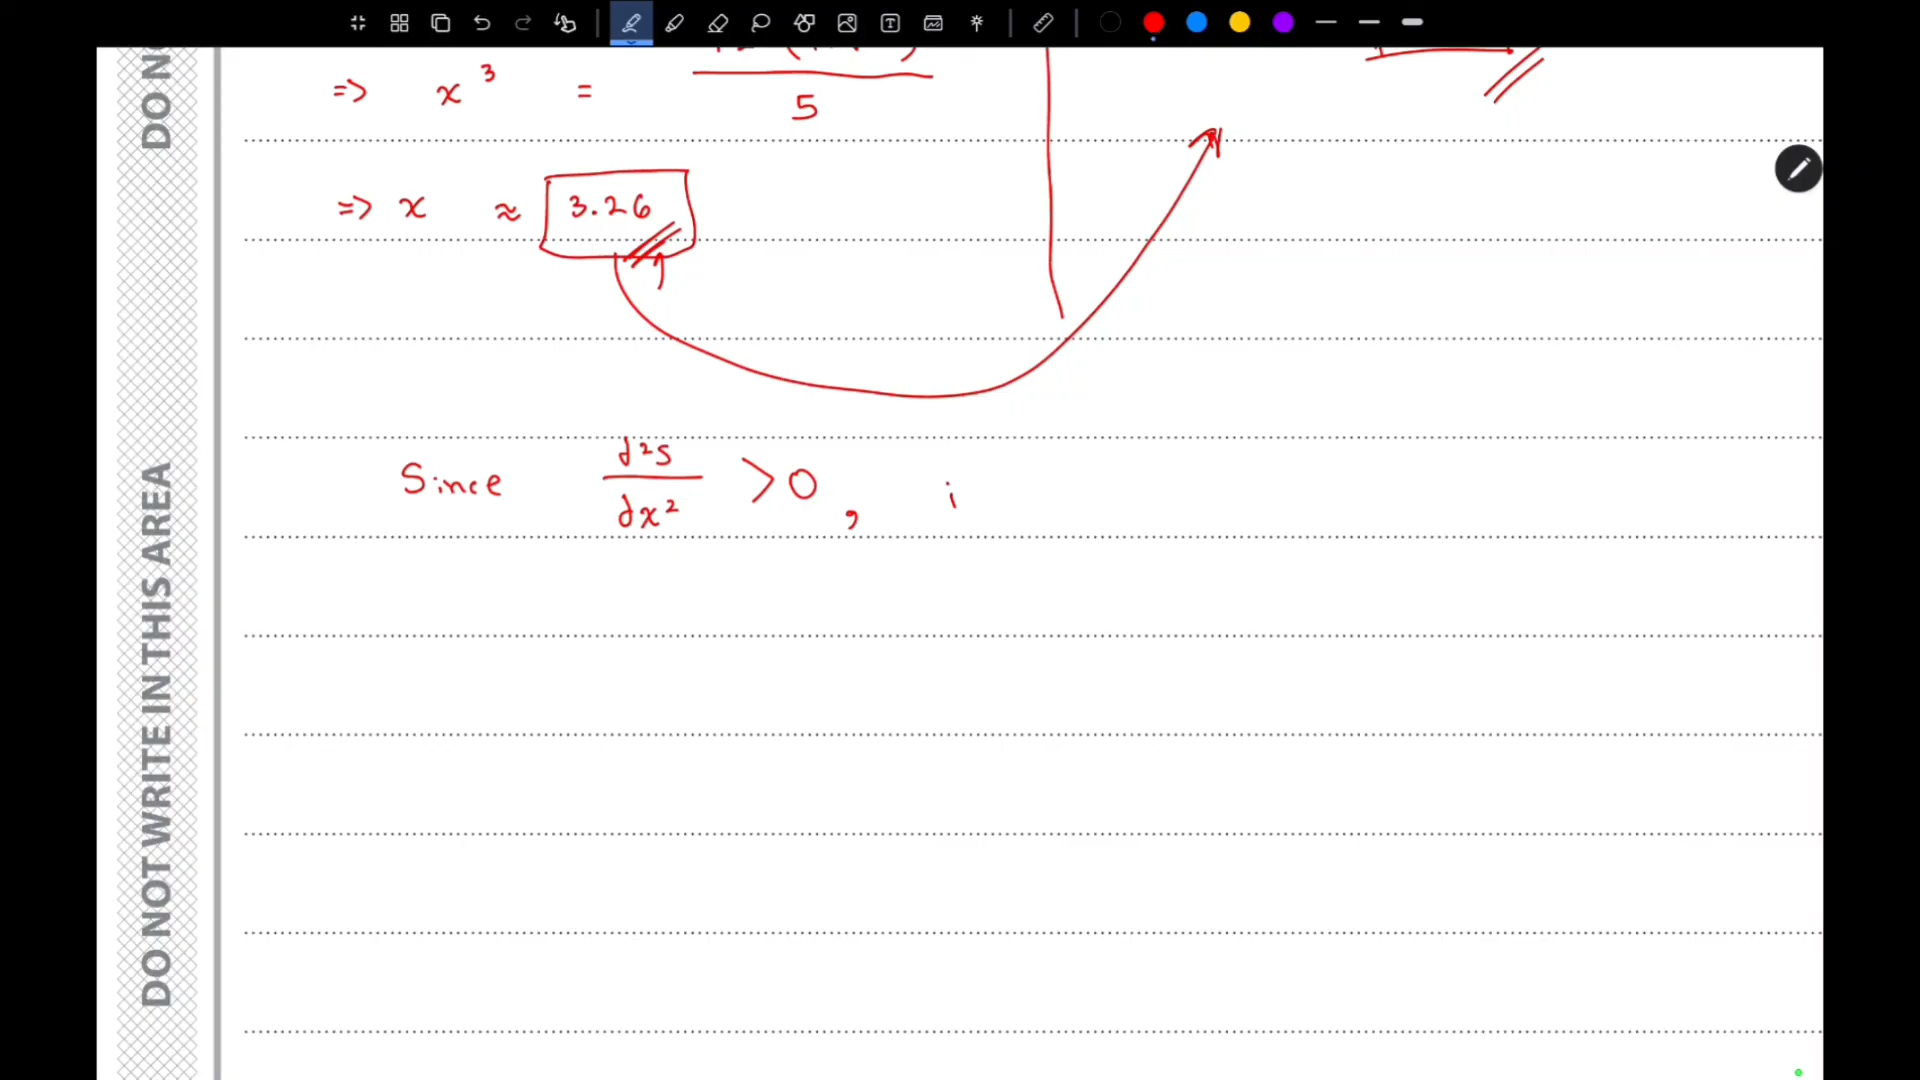 DO N
=> x³ = 5
=> x ≈ 3.26
Since d²s/dx² > 0, i
DO NOT WRITE IN THIS AREA